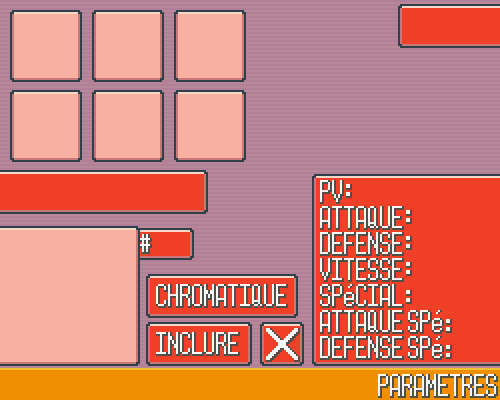 PV:
ATTAQUE:
#
DEFENSE:
VITESSE:
CHROMATIQUE
SPéCIAL:
ATTAQUE SPé:
INCLURE
DEFENSE SPé:
PARAMETRES